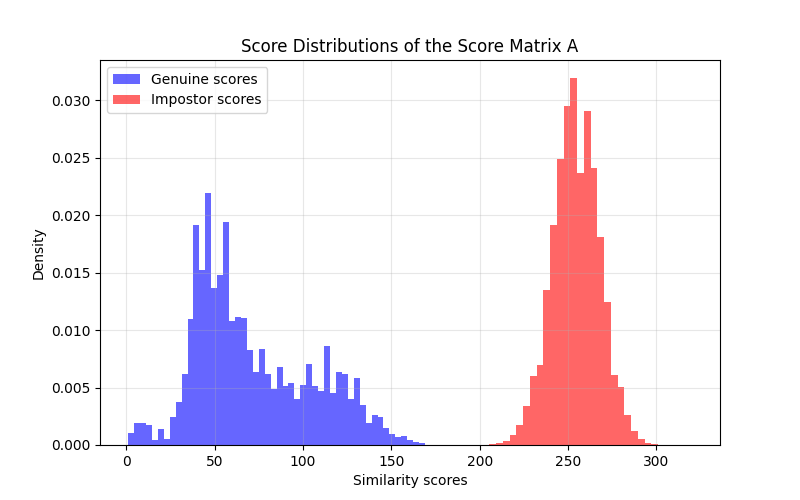 Score Distributions of the Score Matrix A
Genuine scores
Impostor scores
Density
0.030
0.025
0.020
0.015
0.010
0.005
0.000
0 50 100 150 200 250 300
Similarity scores